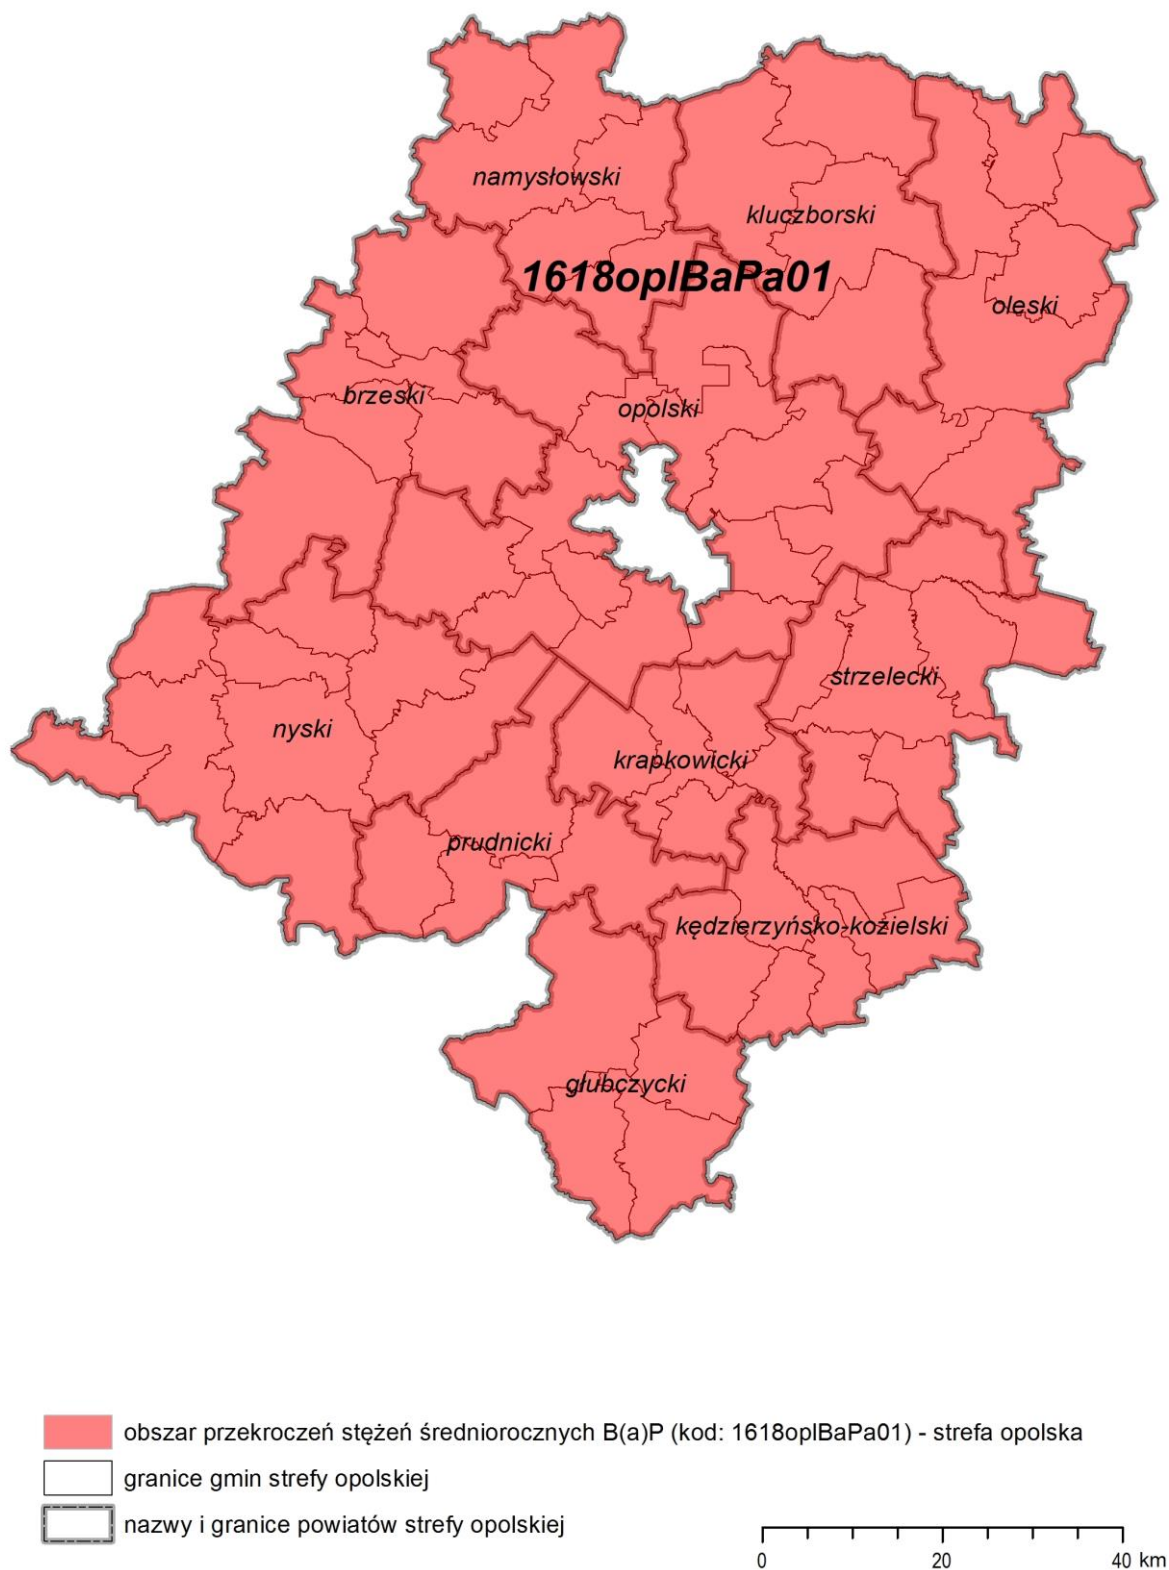 namysłowski
kluczborski
1618oplBaPa01
oleski
brzeski
opolski
strzelecki
nyski
krapkowicki
prudnicki
kędzierzyńsko-kozielski
głubczycki
obszar przekroczeń stężeń średniorocznych B(a)P (kod: 1618oplBaPa01) - strefa opolska
granice gmin strefy opolskiej
nazwy i granice powiatów strefy opolskiej
0 20 40 km